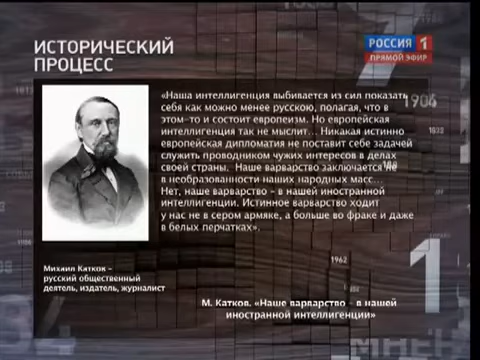 ИСТОРИЧЕСКИЙ
ПРОЦЕСС
РОССИЯ 1
ПРЯМОЙ ЭФИР
«Наша интеллигенция выбивается из сил показать
себя как можно менее русскою, полагая, что в
этом-то и состоит европеизм. Но европейская
интеллигенция так не мыслит... Никакая истинно
европейская дипломатия не поставит себе задачей
служить проводником чужих интересов в делах
своей страны. Наше варварство заключается не
в необразованности наших народных масс...
Нет, наше варварство – в нашей иностранной
интеллигенции. Истинное варварство ходит
у нас не в сером армяке, а больше во фраке и даже
в белых перчатках».
1904
Михаил Катков –
русский общественный
деятель, издатель, журналист
1962
1
М. Катков. «Наше варварство – в нашей
иностранной интеллигенции»